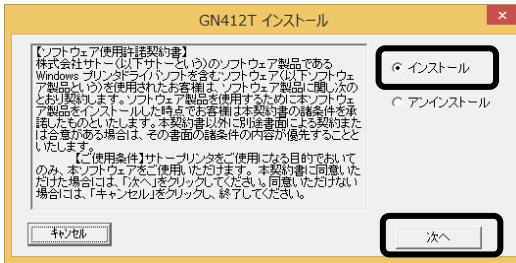 GN412T インストール
×
【ソフトウェア使用許諾契約書】
株式会社サトー(以下サトーという)のソフトウェア製品である
Windows プリンタドライバソフトを含むソフトウェア(以下ソフトウェ
ア製品という)を使用されたお客様は、ソフトウェア製品に関し次の
とおり契約します。ソフトウェアを使用するために本ソフトウェ
ア製品をインストールした時点でお客様は本契約書の諸条件を承
諾したものといたします。本契約書以外に別途書面による契約また
は合意がある場合は、その書面の諸条件の内容が優先することと
いたします。
【ご使用条件】サトープリンタをご使用になる目的でおいて
のみ、本ソフトウェアをご使用いただけます。 本契約書に同意いた
だけた場合には、「次へ」をクリックしてください。同意いただけない
場合には、「キャンセル」をクリックし、終了してください。
インストール
アンインストール
キャンセル
次へ